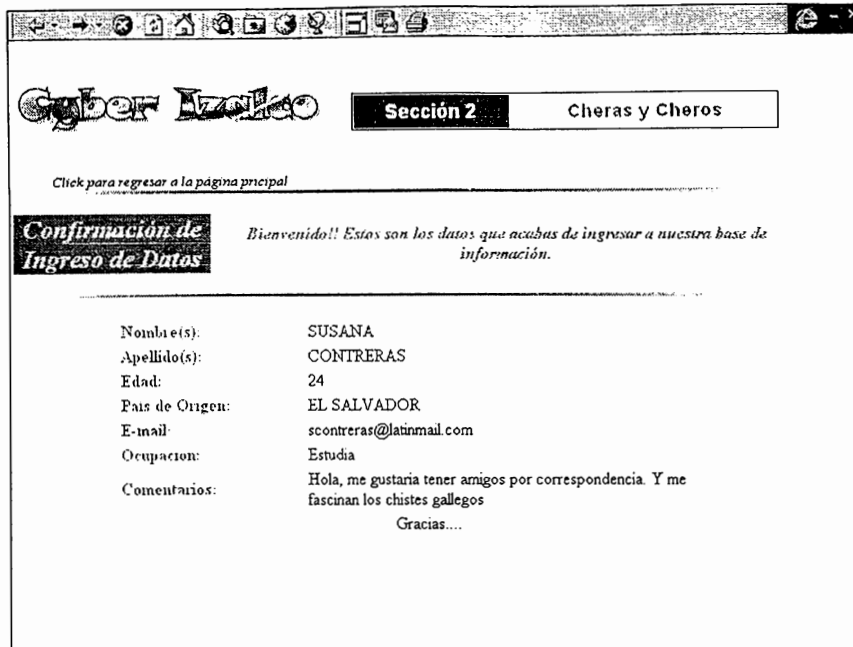 Cyber Izalco
Sección 2 Cheras y Cheros
Click para regresar a la página pricipal
Confirmación de
Ingreso de Datos
Bienvenido!! Estos son los datos que acabas de ingresar a nuestra base de
información.
Nombre(s): SUSANA
Apellido(s): CONTRERAS
Edad: 24
Pais de Origen: EL SALVADOR
E-mail: scontreras@latinmail.com
Ocupacion: Estudia
Comentarios: Hola, me gustaria tener amigos por correspondencia. Y me
fascinan los chistes gallegos
Gracias....